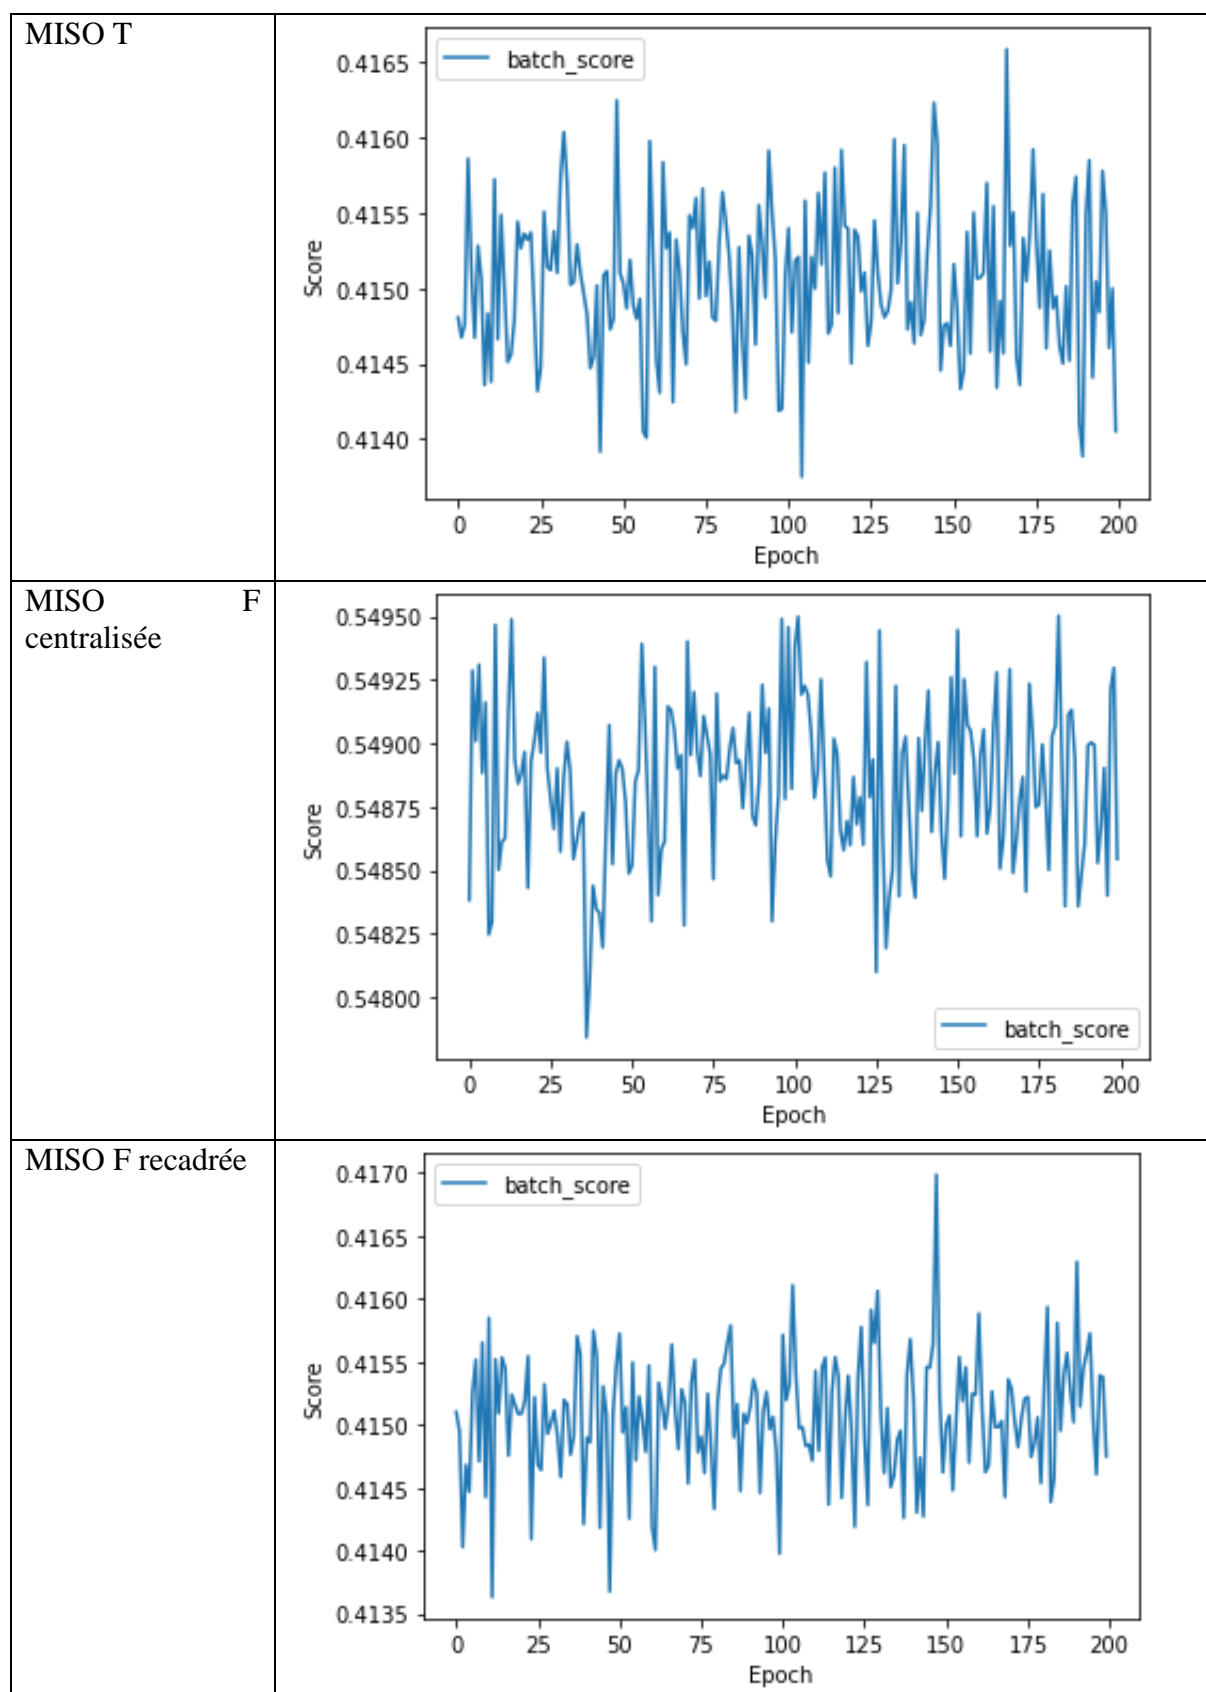 MISO T
batch_score
0.4165
0.4160
0.4155
0.4150
0.4145
0.4140
Score
0 25 50 75 100 125 150 175 200
Epoch
MISO F
centralisée
0.54950
0.54925
0.54900
0.54875
0.54850
0.54825
0.54800
Score
batch_score
0 25 50 75 100 125 150 175 200
Epoch
MISO F recadrée
batch_score
0.4170
0.4165
0.4160
0.4155
0.4150
0.4145
0.4140
0.4135
Score
0 25 50 75 100 125 150 175 200
Epoch